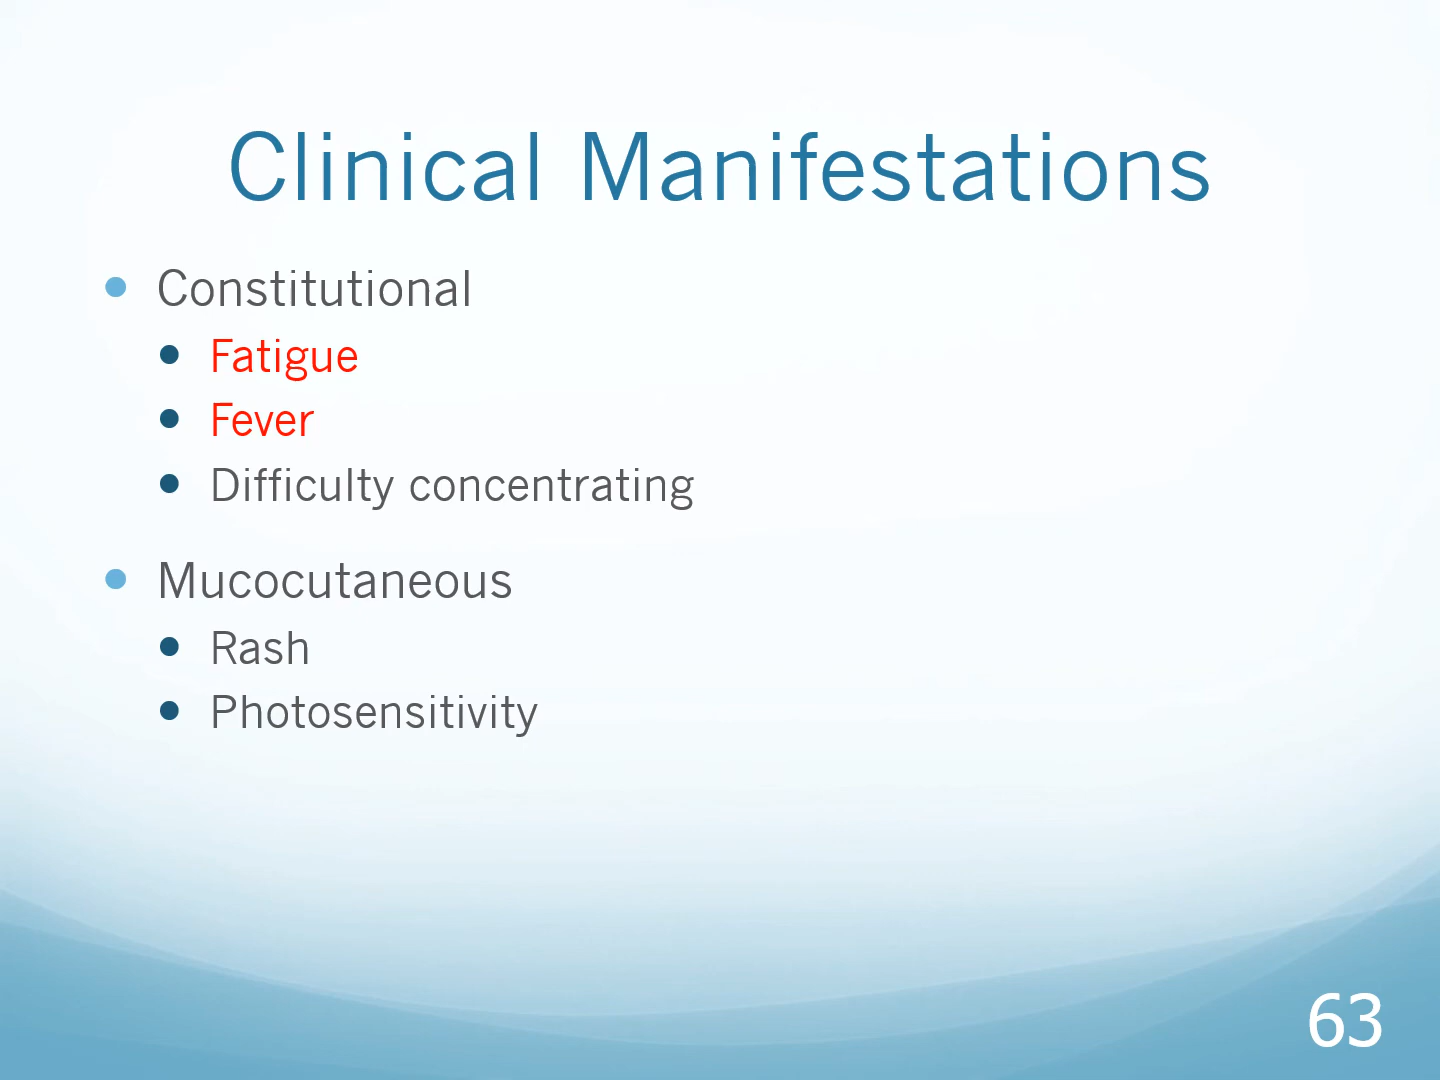 Clinical Manifestations
Constitutional
Fatigue
Fever
Difficulty concentrating
Mucocutaneous
Rash
Photosensitivity
63